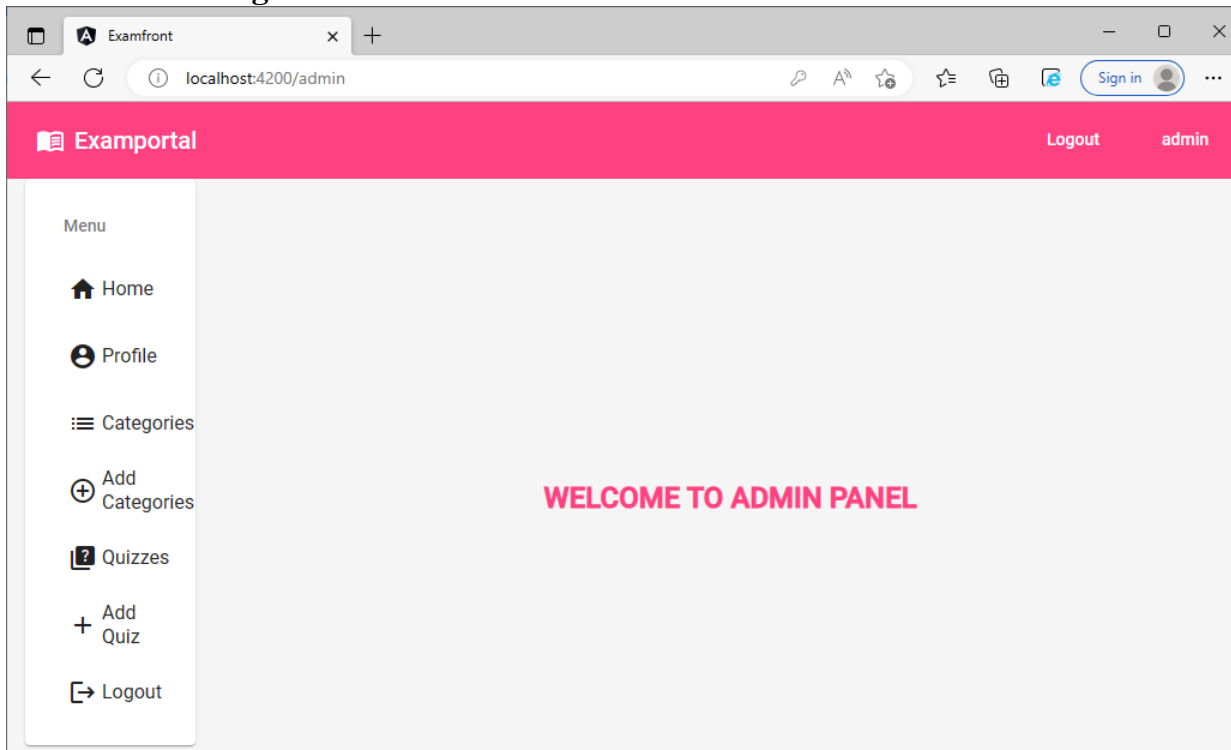 Examfront
localhost:4200/admin
Sign in
Examportal
Logout
admin
Menu
Home
Profile
Categories
Add
Categories
Quizzes
Add
Quiz
Logout
WELCOME TO ADMIN PANEL